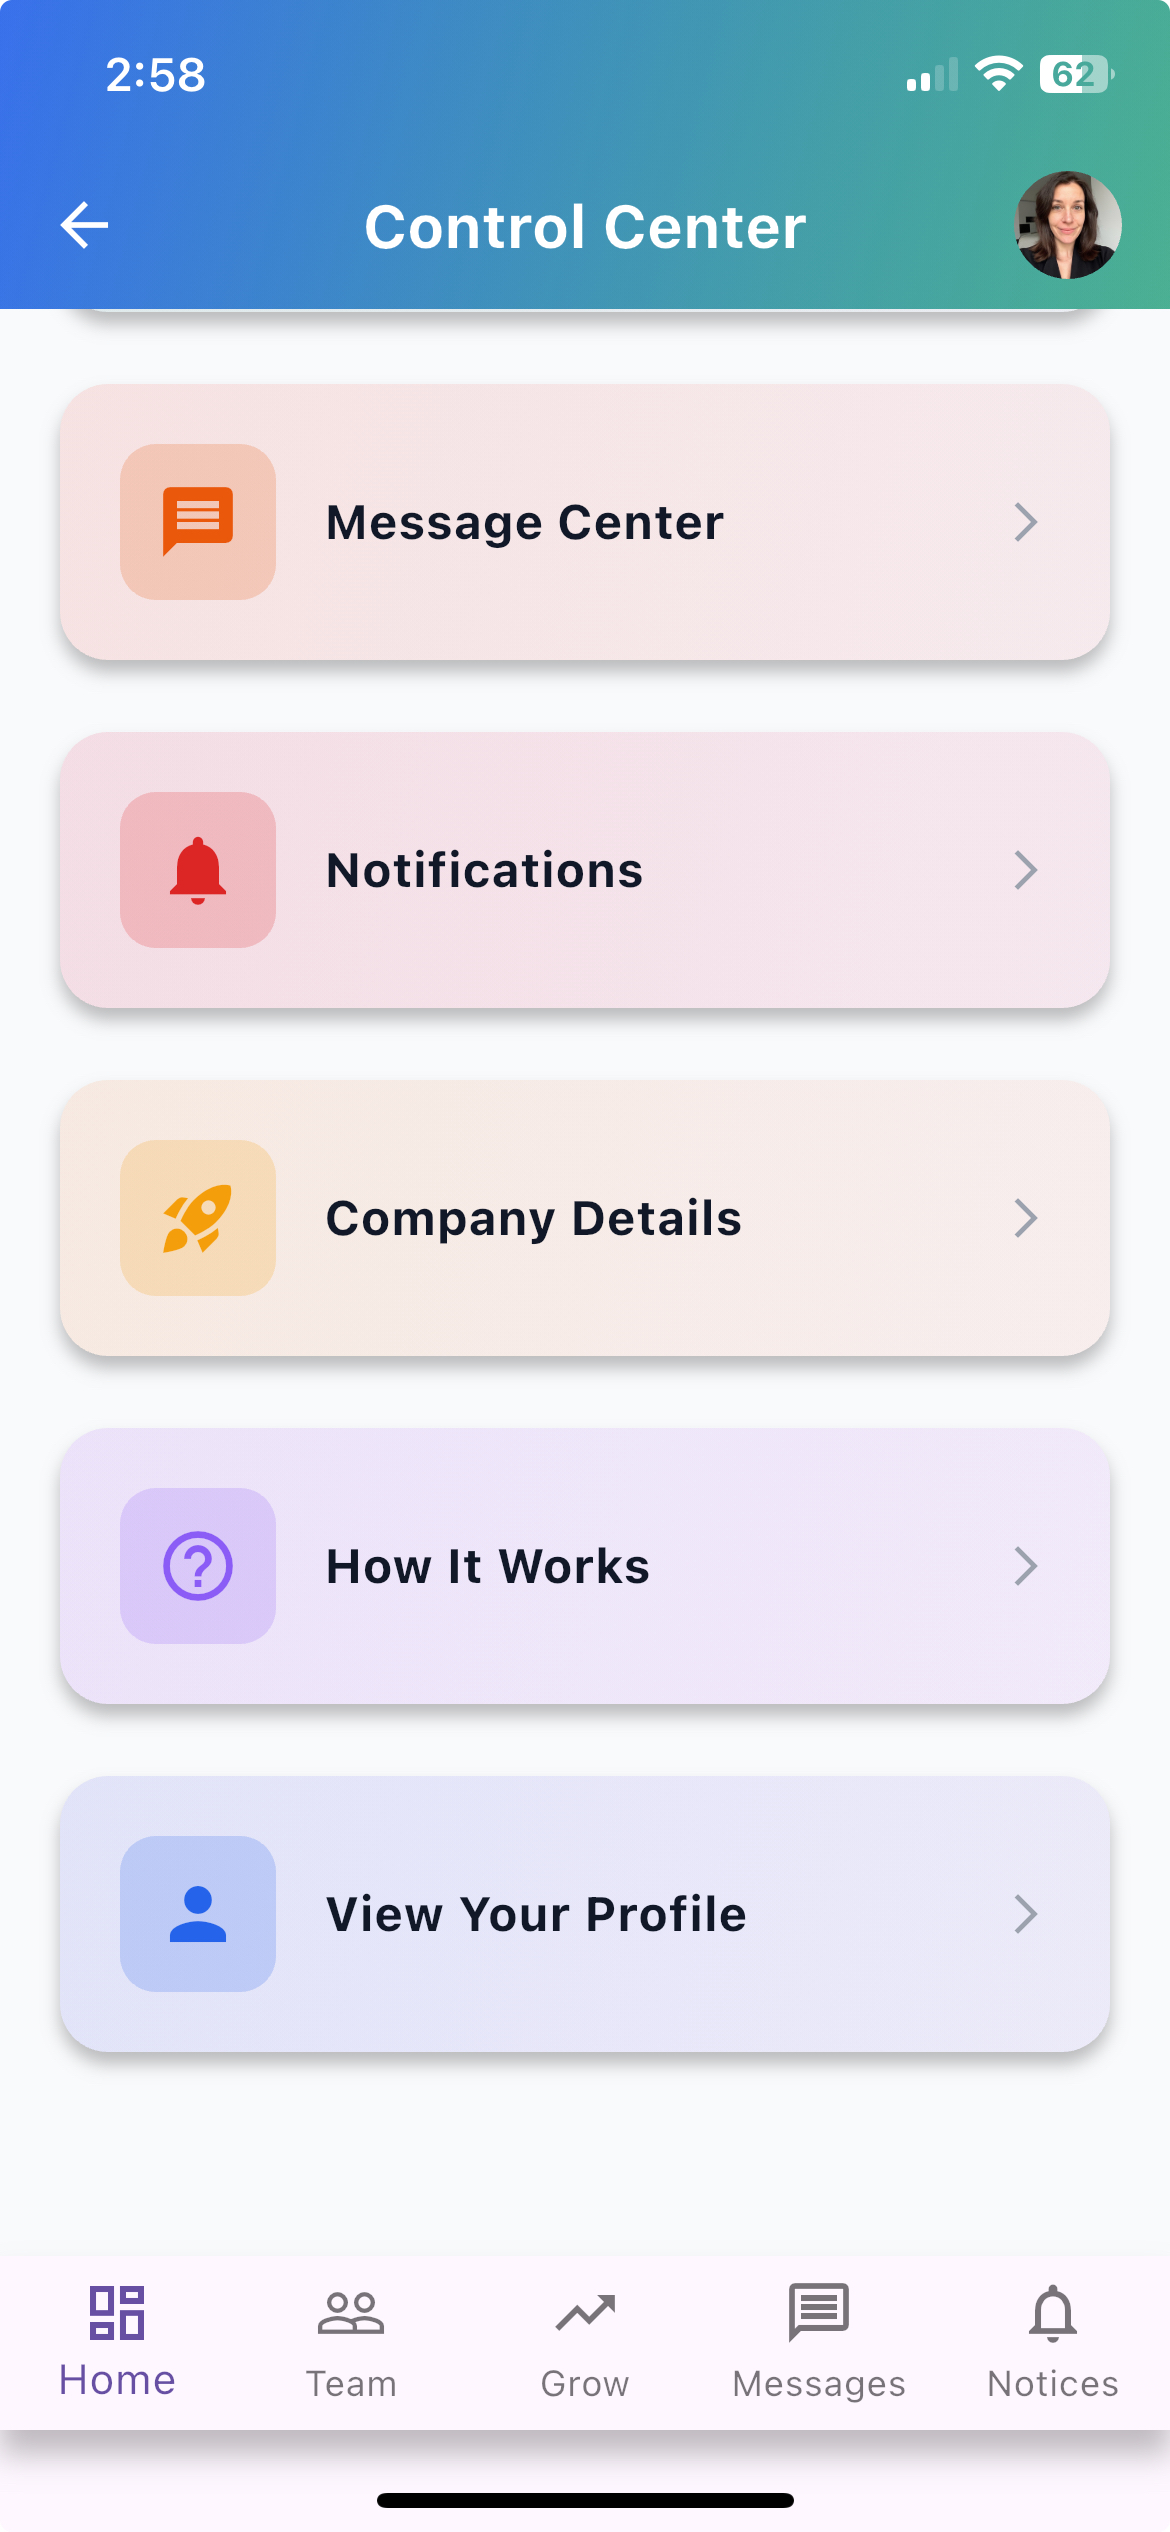 2:58
62
Control Center
Message Center
Notifications
Company Details
How It Works
View Your Profile
Home
Team
Grow
Messages
Notices